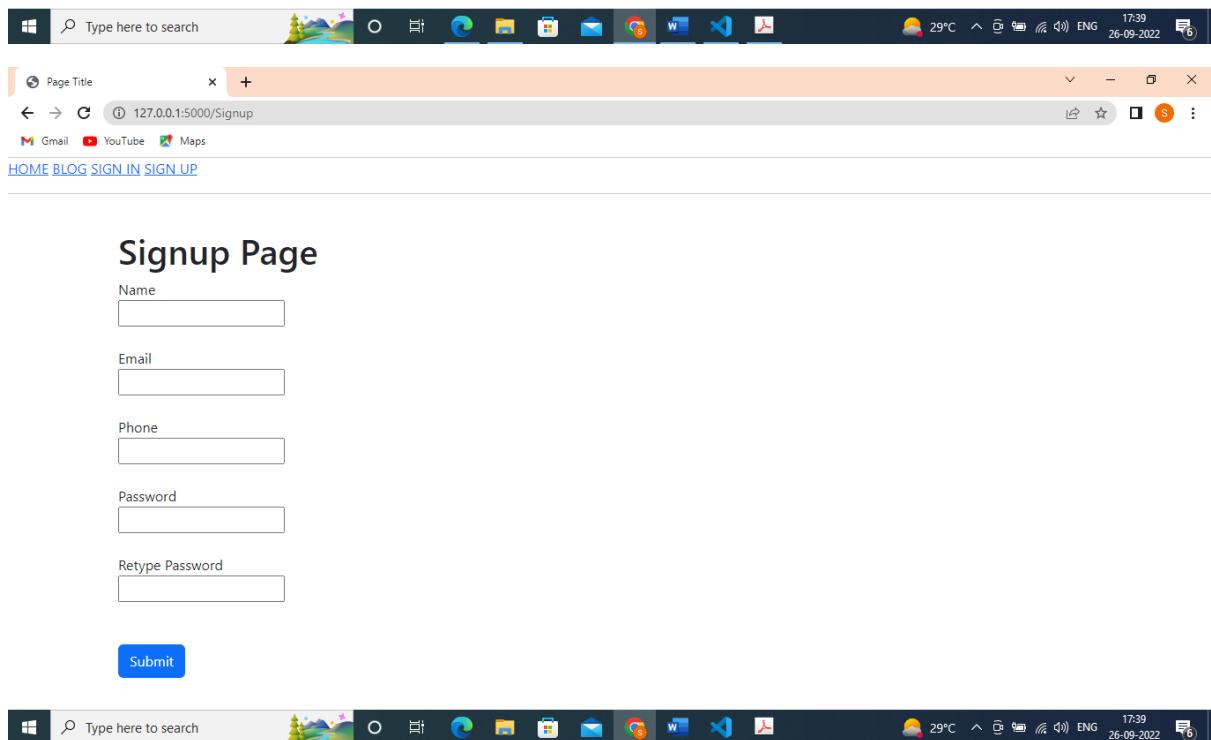 Type here to search 29°C ENG 17:39
26-09-2022 6
Page Title
127.0.0.1:5000/Signup S
Gmail YouTube Maps
HOME BLOG SIGN IN SIGN UP
Signup Page
Name
Email
Phone
Password
Retype Password
Submit
Type here to search 29°C ENG 17:39
26-09-2022 6